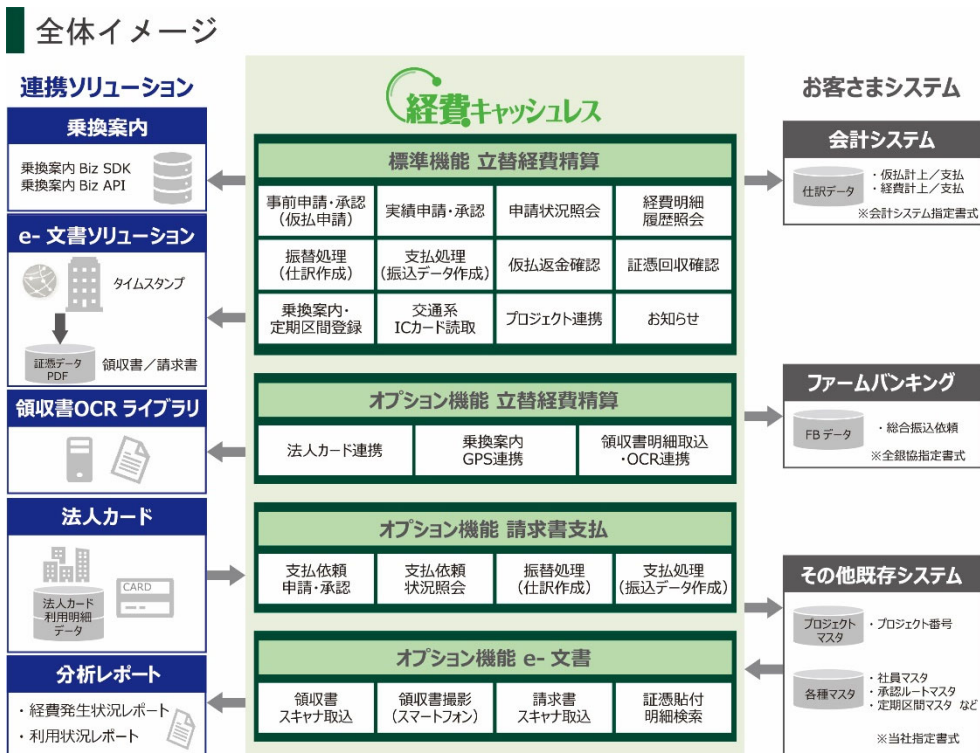 全体イメージ
連携ソリューション
乗換案内
乗換案内 Biz SDK
乗換案内 Biz API
e- 文書ソリューション
タイムスタンプ
証憑データ
PDF
領収書／請求書
領収書OCR ライブラリ
法人カード
CARD
法人カード
利用明細
データ
分析レポート
・経費発生状況レポート
・利用状況レポート
経費キャッシュレス
標準機能 立替経費精算
事前申請・承認
(仮払申請)
実績申請・承認
申請状況照会
経費明細
履歴照会
振替処理
(仕訳作成)
支払処理
(振込データ作成)
仮払返金確認
証憑回収確認
乗換案内・
定期区間登録
交通系
ICカード読取
プロジェクト連携
お知らせ
オプション機能 立替経費精算
法人カード連携
乗換案内
GPS連携
領収書明細取込
・OCR連携
オプション機能 請求書支払
支払依頼
申請・承認
支払依頼
状況照会
振替処理
(仕訳作成)
支払処理
(振込データ作成)
オプション機能 e- 文書
領収書
スキャナ取込
領収書撮影
(スマートフォン)
請求書
スキャナ取込
証憑貼付
明細検索
お客さまシステム
会計システム
仕訳データ
・仮払計上／支払
・経費計上／支払
※会計システム指定書式
ファームバンキング
FBデータ
・総合振込依頼
※全銀協指定書式
その他既存システム
プロジェクト
マスタ
・プロジェクト番号
各種マスタ
・社員マスタ
・承認ルートマスタ
・定期区間マスタ など
※当社指定書式